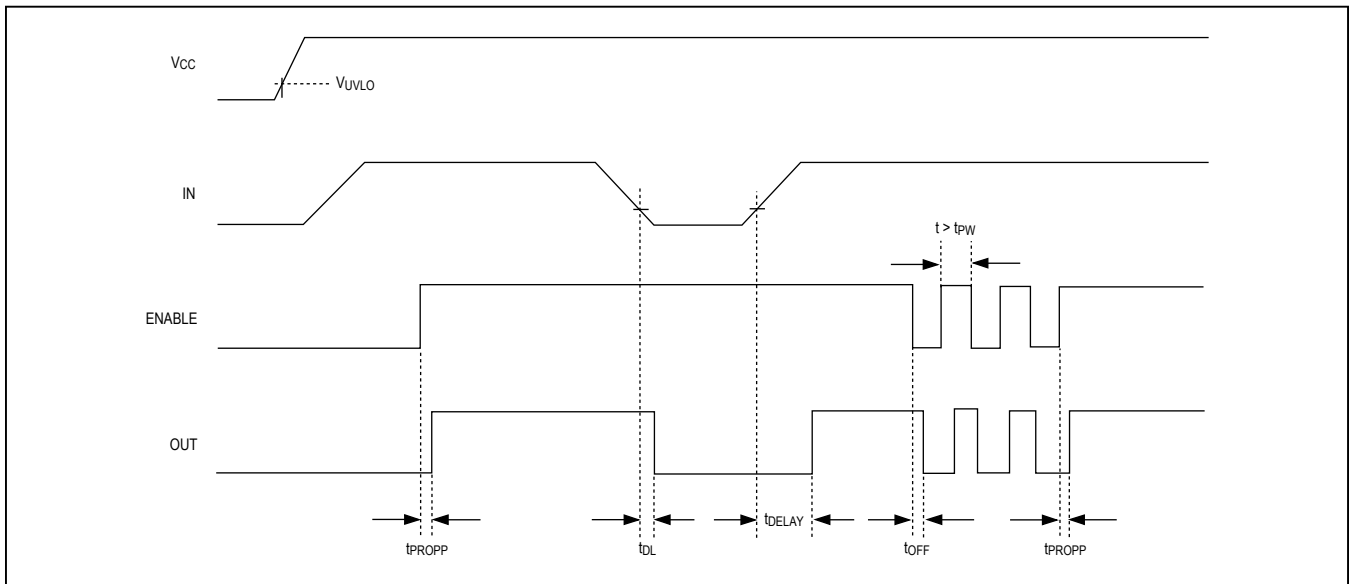 VCC
VUVLO
IN
t > tPW
ENABLE
OUT
tDELAY
tPROPP
tDL
tOFF
tPROPP